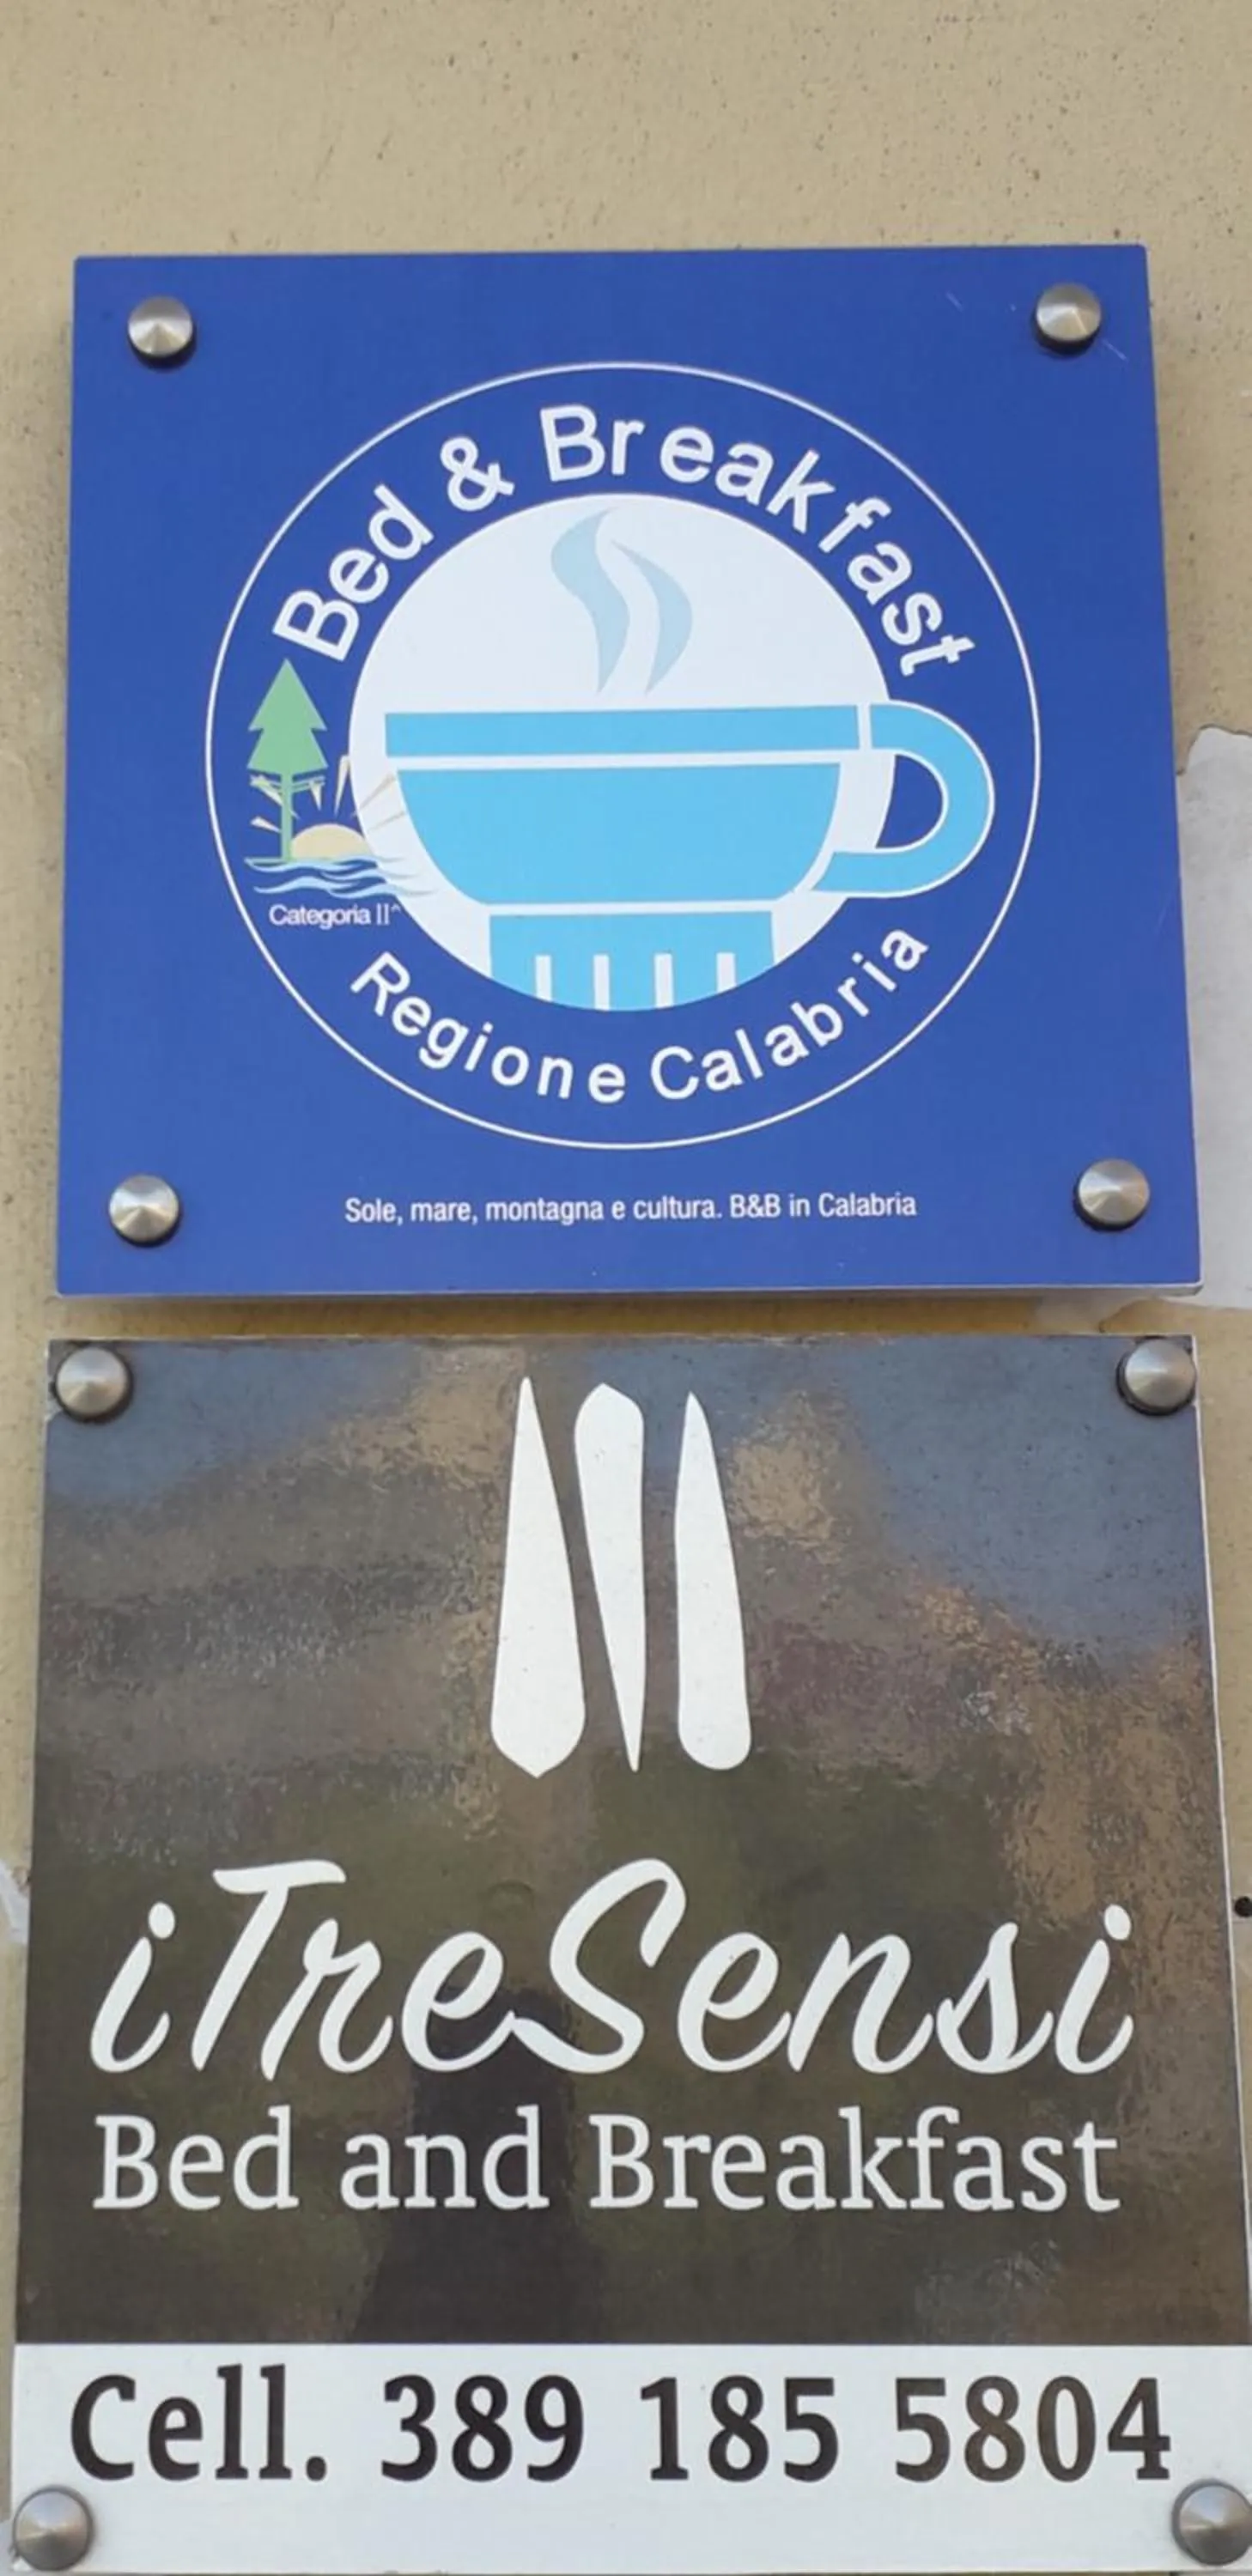 Bed & Breakfast
Categoria II^
Regione Calabria
Sole, mare, montagna e cultura. B&B in Calabria
iTreSensi
Bed and Breakfast
Cell. 389 185 5804